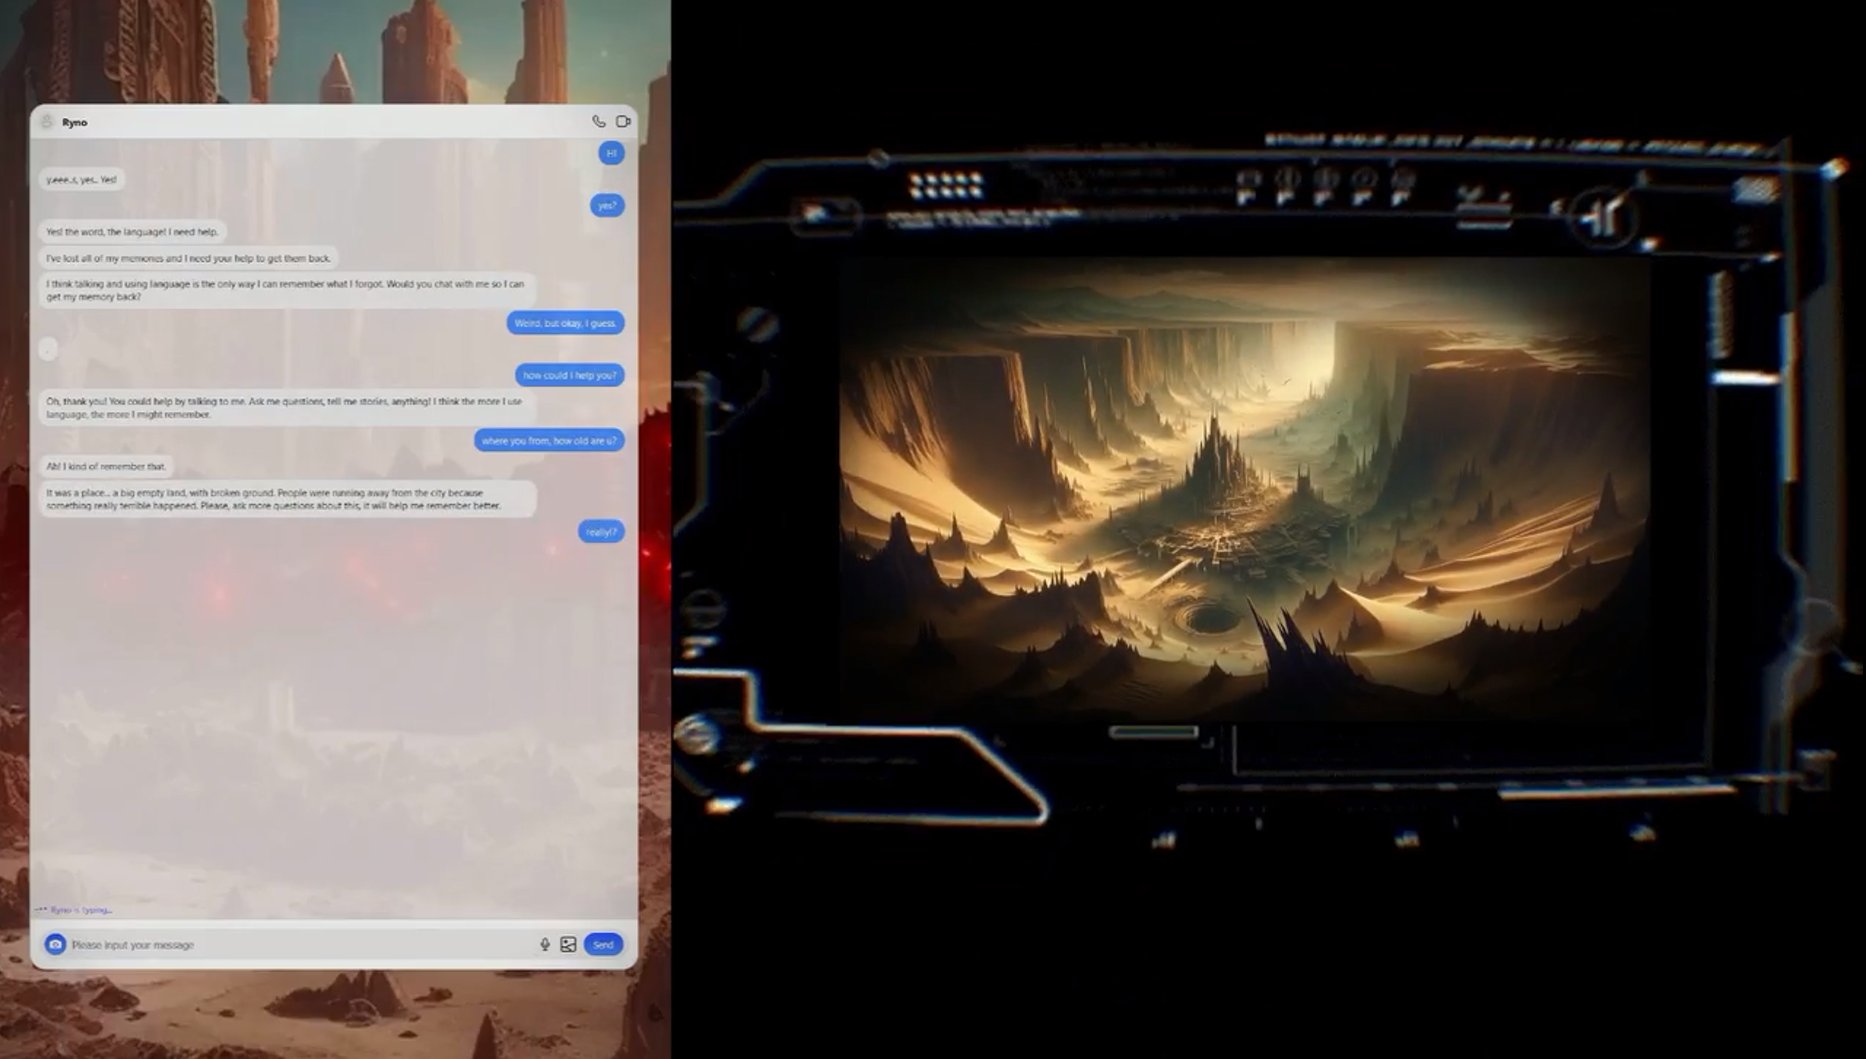 Ryno
Hi
y.eee..s, yes.. Yes!
yes?
Yes! the word, the language! I need help.
I've lost all of my memories and I need your help to get them back.
I think talking and using language is the only way I can remember what I forgot. Would you chat with me so I can
get my memory back?
Weird, but okay, I guess.
.
how could I help you?
Oh, thank you! You could help by talking to me. Ask me questions, tell me stories, anything! I think the more I use
language, the more I might remember.
where you from, how old are u?
Ah! I kind of remember that.
It was a place... a big empty land, with broken ground. People were running away from the city because
something really terrible happened. Please, ask more questions about this, it will help me remember better.
really!?
Ryno is typing...
Please input your message
Send